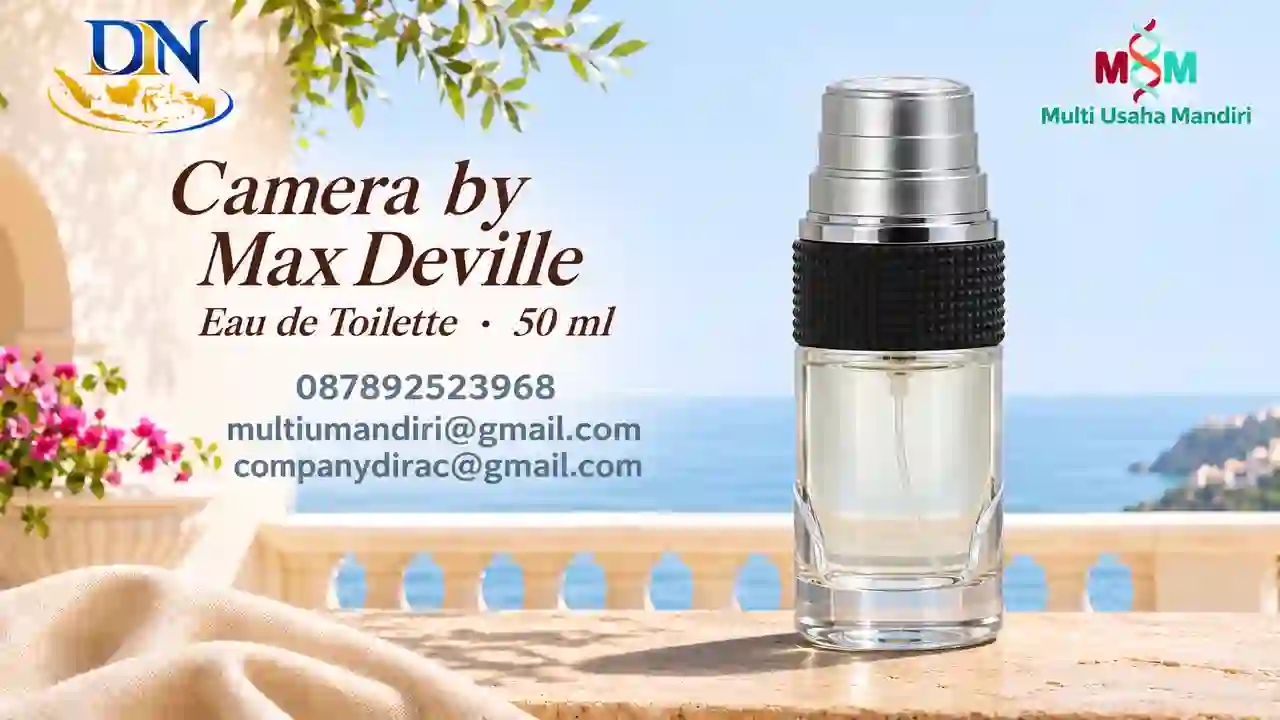 DIN
MSM
Multi Usaha Mandiri
Camera by
Max Deville
Eau de Toilette · 50 ml
087892523968
multiumandiri@gmail.com
companydirac@gmail.com